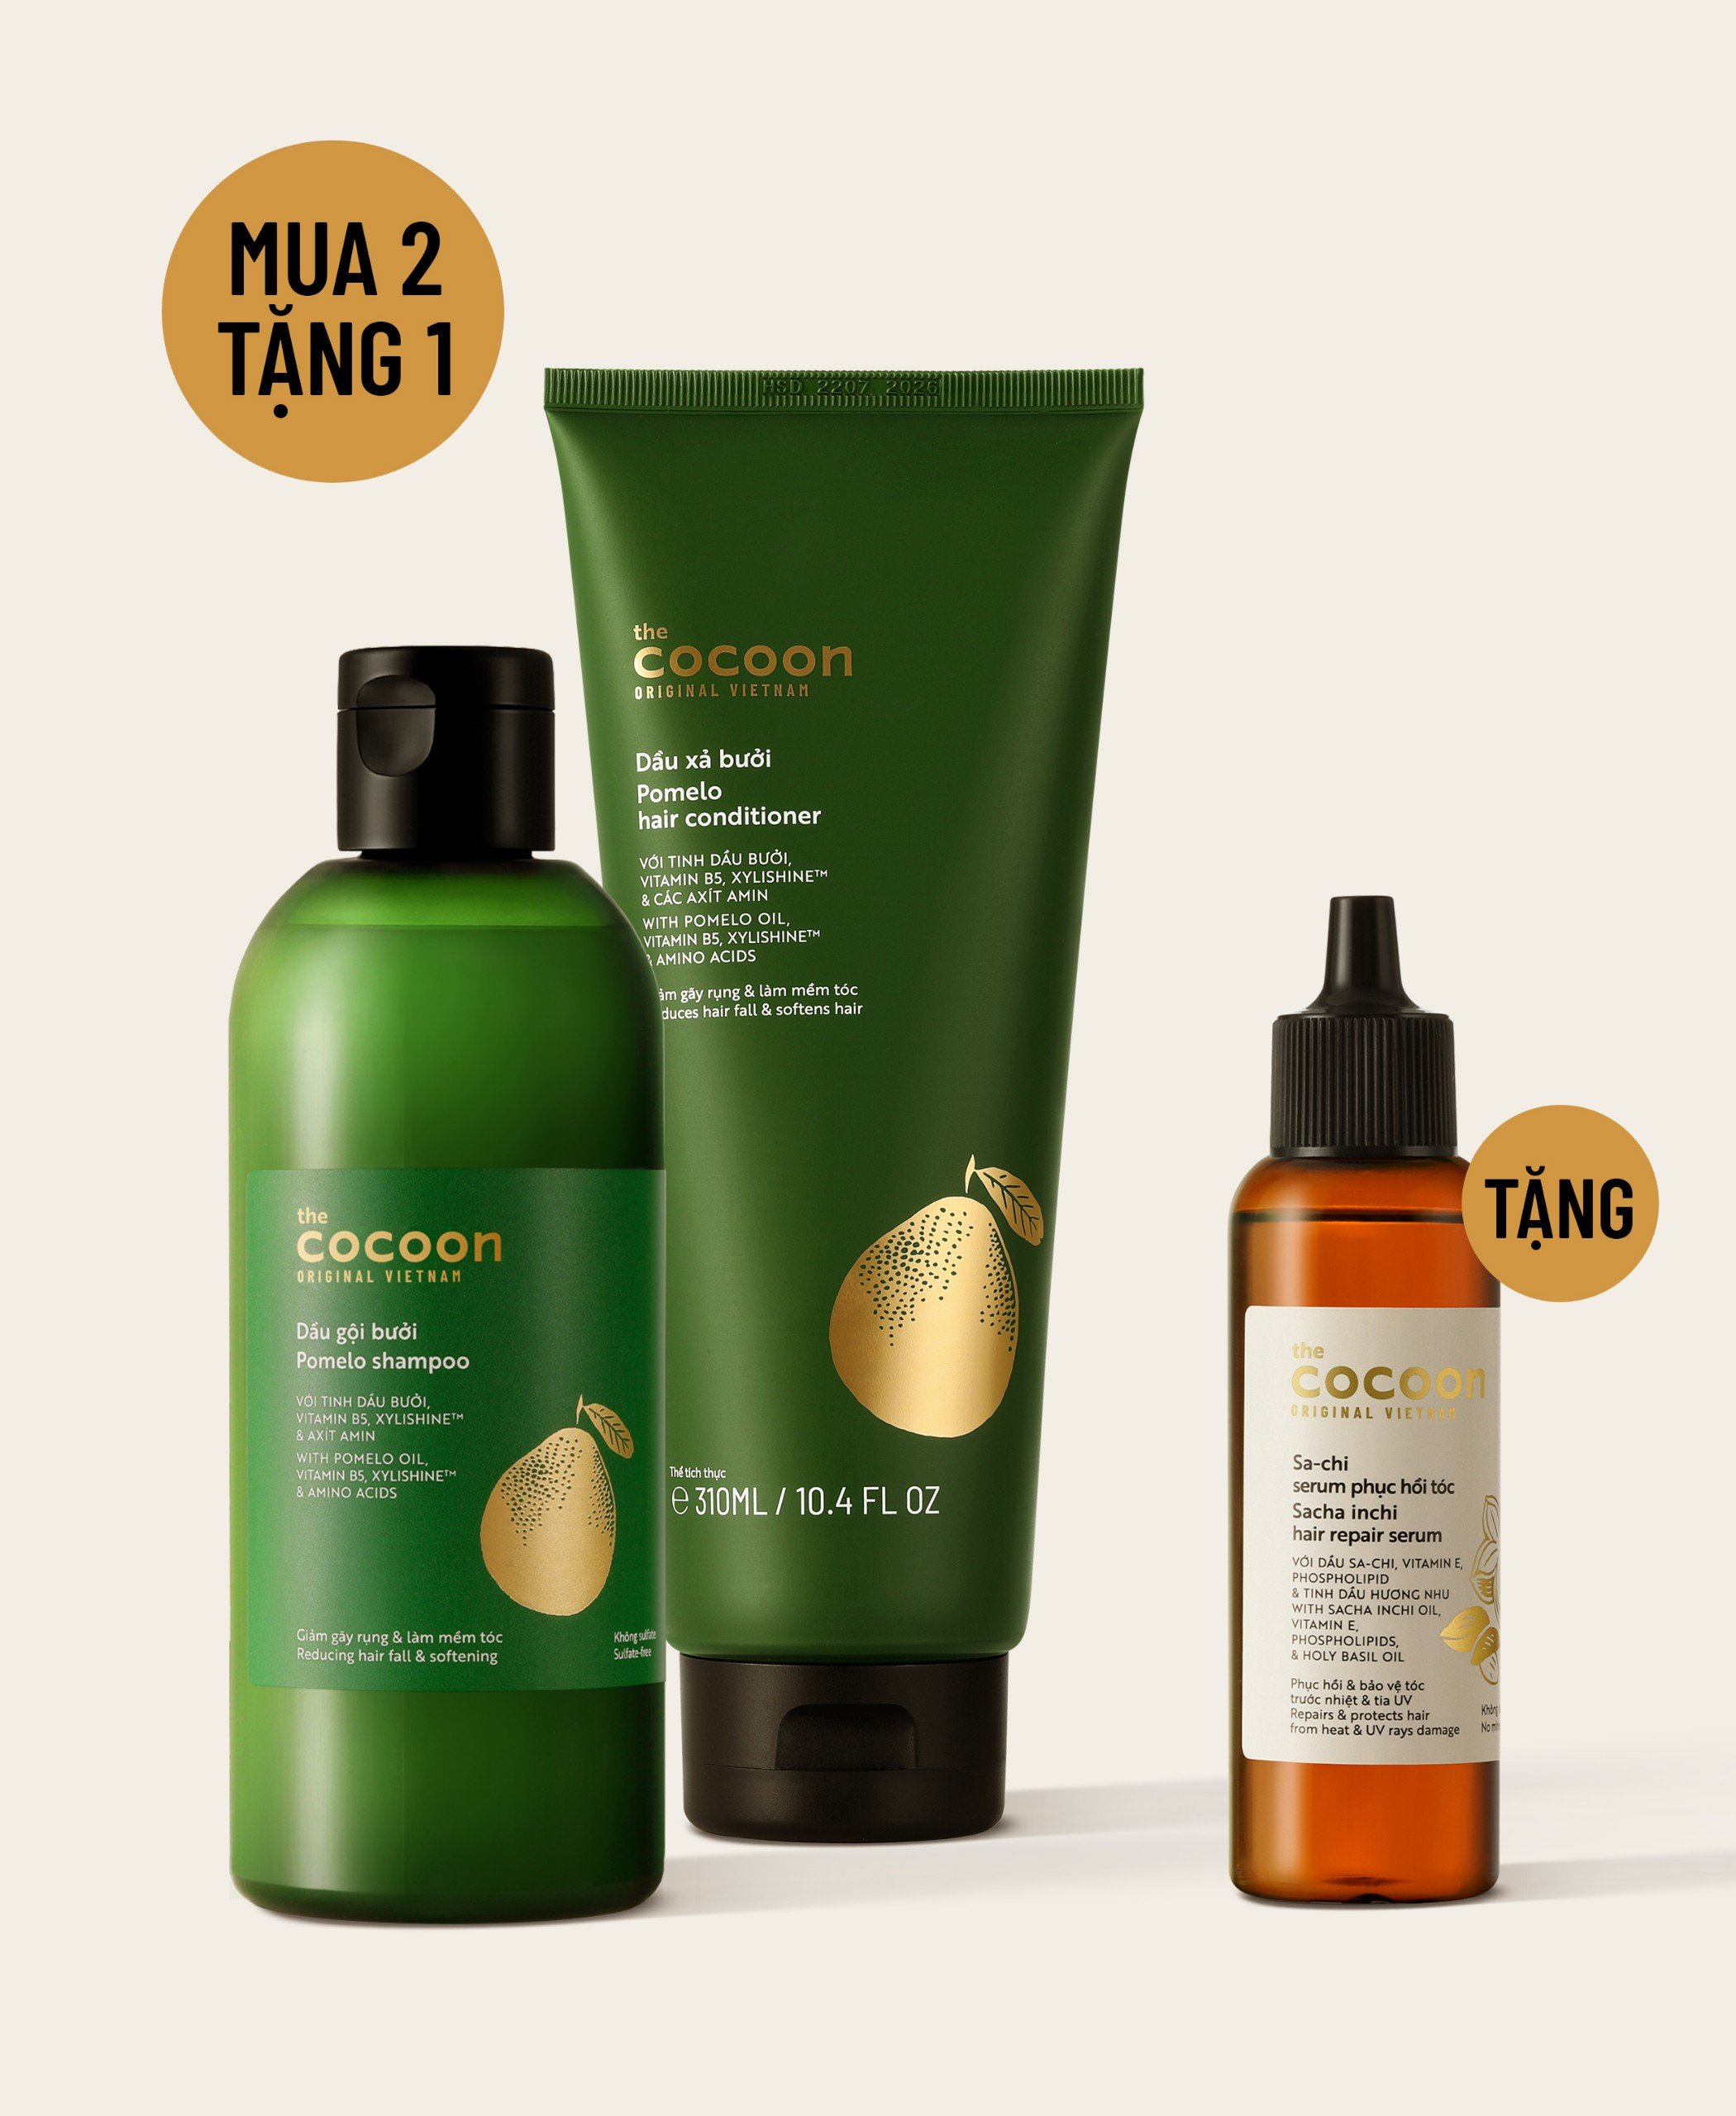 MUA 2
TẶNG 1
HSD 2207 2026
the
cocoon
ORIGINAL VIETNAM
Dầu xả bưởi
Pomelo
hair conditioner
VỚI TINH DẦU BƯỞI,
VITAMIN B5, XYLISHINE™
& CÁC AXÍT AMIN
WITH POMELO OIL,
VITAMIN B5, XYLISHINE™
& AMINO ACIDS
gãy rụng & làm mềm tóc
hair fall & softens hair
Thể tích thực
℮ 310ML / 10.4 FL OZ
the
cocoon
ORIGINAL VIETNAM
Dầu gội bưởi
Pomelo shampoo
VỚI TINH DẦU BƯỞI,
VITAMIN B5, XYLISHINE™
& AXÍT AMIN
WITH POMELO OIL,
VITAMIN B5, XYLISHINE™
& AMINO ACIDS
Giảm gãy rụng & làm mềm tóc
Reducing hair fall & softening
Không sulfate
Sulfate-free
TẶNG
the
cocoon
ORIGINAL VIETNAM
Sa-chi
serum phục hồi tóc
Sacha inchi
hair repair serum
VỚI DẦU SA-CHI, VITAMIN E,
PHOSPHOLIPID
& TINH DẦU HƯƠNG NHU
WITH SACHA INCHI OIL,
VITAMIN E,
PHOSPHOLIPIDS,
& HOLY BASIL OIL
Phục hồi & bảo vệ tóc
trước nhiệt & tia UV
Repairs & protects hair
from heat & UV rays damage
Không
No